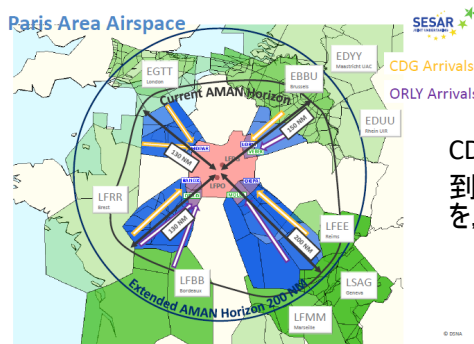 Paris Area Airspace
SESAR
JOINT UNDERTAKING
EDYY
Maastricht UAC
CDG Arrivals
EGTT
London
EBBU
Brussels
ORLY Arrivals
Current AMAN Horizon
EDUU
Rhein UIR
150 NM
130 NM
CD
到
を,
LFPO
LFRR
Brest
130 NM
200 NM
LFEE
Reims
LFBB
Bordeaux
LSAG
Geneve
Extended AMAN Horizon 200 NM
LFMM
Marseille
© DSNA